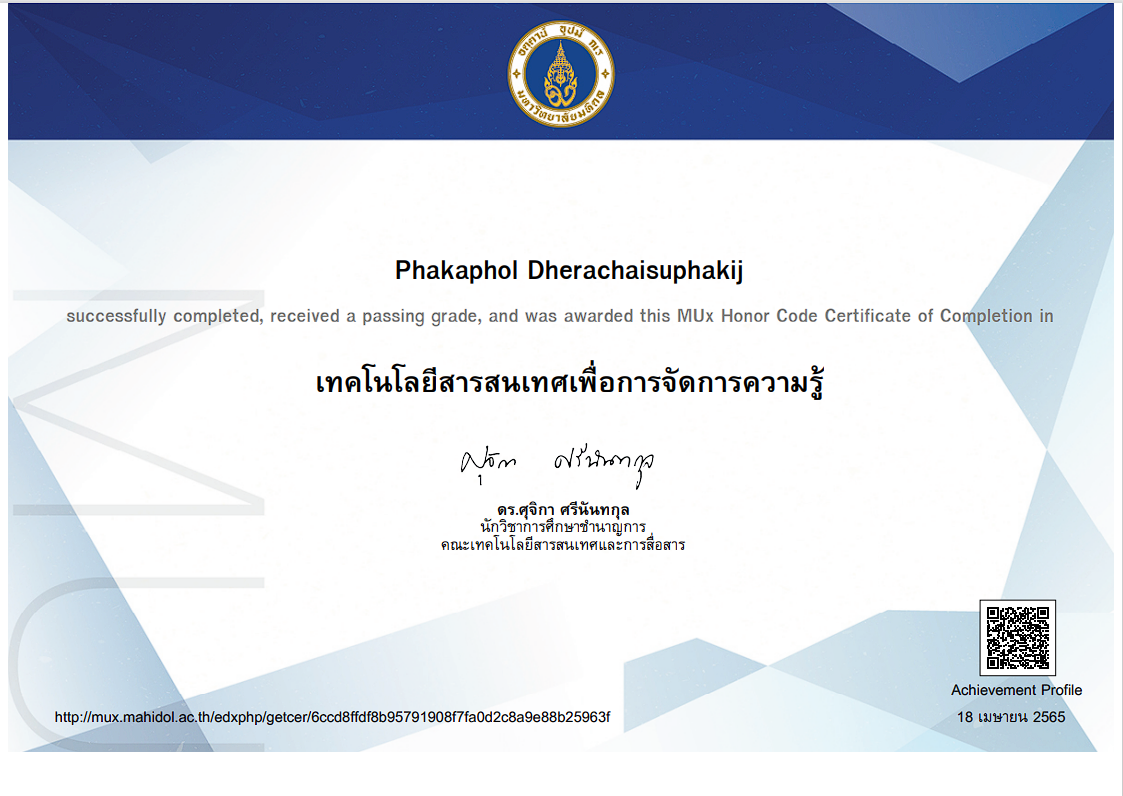 อตฺตานํ อุปมํ กเร
มหาวิทยาลัยมหิดล
Phakaphol Dherachaisuphakij
successfully completed, received a passing grade, and was awarded this MUx Honor Code Certificate of Completion in
เทคโนโลยีสารสนเทศเพื่อการจัดการความรู้
ศุจิกา ศรีนันทกุล
ดร.ศุจิกา ศรีนันทกุล
นักวิชาการศึกษาชำนาญการ
คณะเทคโนโลยีสารสนเทศและการสื่อสาร
Achievement Profile
http://mux.mahidol.ac.th/edxphp/getcer/6ccd8ffdf8b95791908f7fa0d2c8a9e88b25963f
18 เมษายน 2565